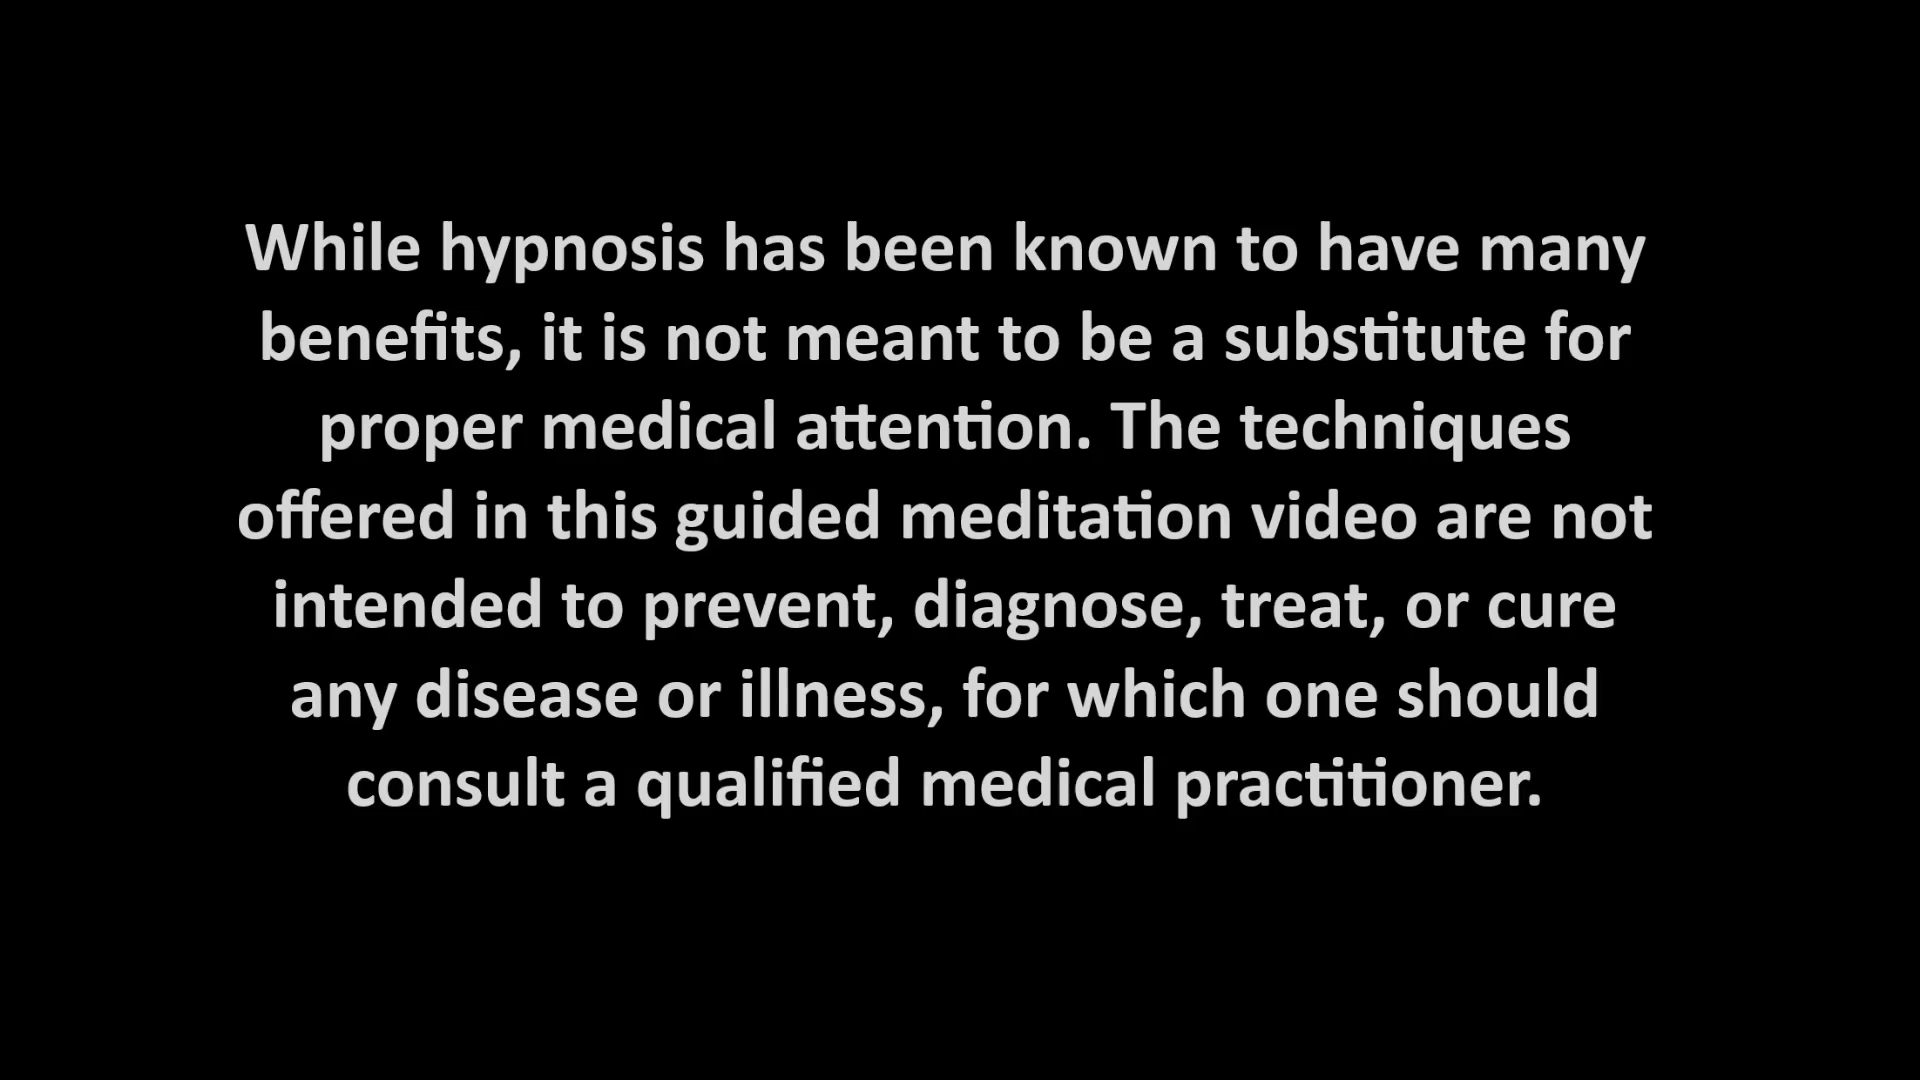 While hypnosis has been known to have many
benefits, it is not meant to be a substitute for
proper medical attention. The techniques
offered in this guided meditation video are not
intended to prevent, diagnose, treat, or cure
any disease or illness, for which one should
consult a qualified medical practitioner.